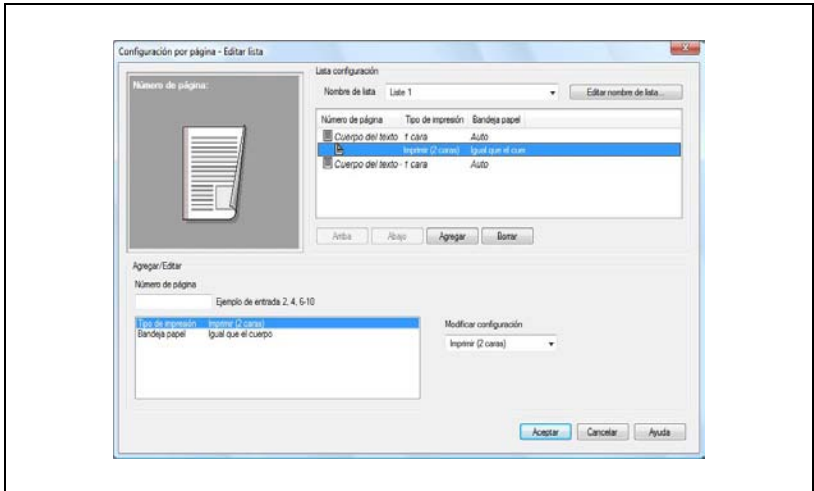 Configuración por página - Editar lista
Número de página:
Lista configuración
Nombre de lista Liste 1 Editar nombre de lista...
Número de página Tipo de impresión Bandeja papel
Cuerpo del texto 1 cara Auto
Imprimir (2 caras) Igual que el cuer
Cuerpo del texto - 1 cara Auto
Arriba Abajo Agregar Borrar
Agregar/Editar
Número de página
Ejemplo de entrada 2, 4, 6-10
Tipo de impresión Imprimir (2 caras)
Bandeja papel Igual que el cuerpo
Modificar configuración
Imprimir (2 caras)
Aceptar Cancelar Ayuda